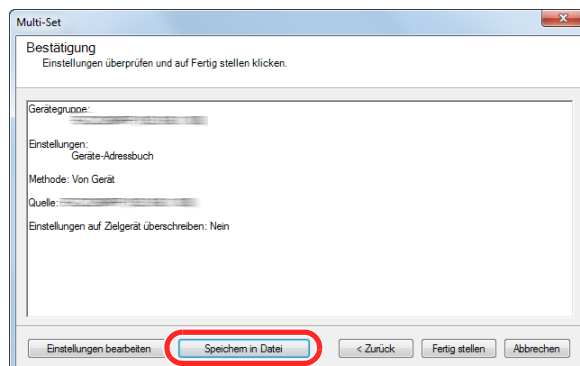 Multi-Set
Bestätigung
Einstellungen überprüfen und auf Fertig stellen klicken.
Gerätegruppe:
Einstellungen:
Geräte-Adressbuch
Methode: Von Gerät
Quelle:
Einstellungen auf Zielgerät überschreiben: Nein
Einstellungen bearbeiten
Speichern in Datei
< Zurück
Fertig stellen
Abbrechen